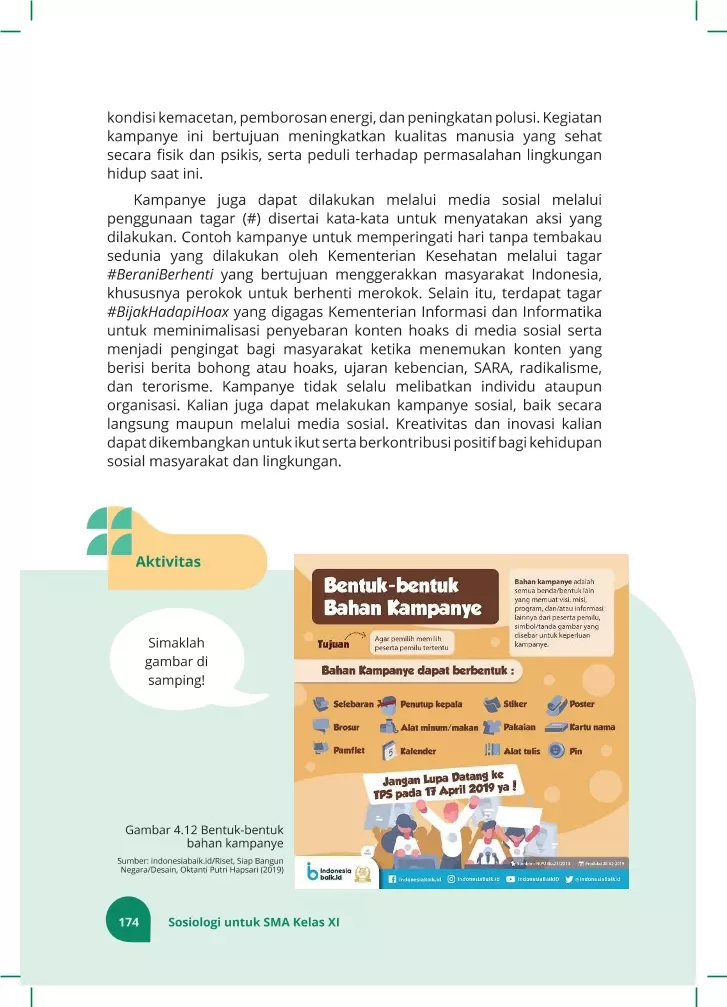 kondisi kemacetan, pemborosan energi, dan peningkatan polusi. Kegiatan
kampanye ini bertujuan meningkatkan kualitas manusia yang sehat
secara fisik dan psikis, serta peduli terhadap permasalahan lingkungan
hidup saat ini.
Kampanye juga dapat dilakukan melalui media sosial melalui
penggunaan tagar (#) disertai kata-kata untuk menyatakan aksi yang
dilakukan. Contoh kampanye untuk memperingati hari tanpa tembakau
sedunia yang dilakukan oleh Kementerian Kesehatan melalui tagar
#BeraniBerhenti yang bertujuan menggerakkan masyarakat Indonesia,
khususnya perokok untuk berhenti merokok. Selain itu, terdapat tagar
#BijakHadapiHoax yang digagas Kementerian Informasi dan Informatika
untuk meminimalisasi penyebaran konten hoaks di media sosial serta
menjadi pengingat bagi masyarakat ketika menemukan konten yang
berisi berita bohong atau hoaks, ujaran kebencian, SARA, radikalisme,
dan terorisme. Kampanye tidak selalu melibatkan individu ataupun
organisasi. Kalian juga dapat melakukan kampanye sosial, baik secara
langsung maupun melalui media sosial. Kreativitas dan inovasi kalian
dapat dikembangkan untuk ikut serta berkontribusi positif bagi kehidupan
sosial masyarakat dan lingkungan.
Aktivitas
Simaklah
gambar di
samping!
Bentuk-bentuk
Bahan Kampanye
Bahan kampanye adalah
semua benda/bentuk lain
yang memuat visi, misi,
program, dan/atau informasi
lainnya dari peserta pemilu,
simbol/tanda gambar yang
disebar untuk keperluan
kampanye.
Tujuan
Agar pemilih memilih
peserta pemilu tertentu
Bahan Kampanye dapat berbentuk :
Selebaran Penutup kepala Stiker Poster
Brosur Alat minum/makan Pakaian Kartu nama
Pamflet Kalender Alat tulis Pin
Jangan Lupa Datang ke
TPS pada 17 April 2019 ya !
indonesia
baik.id
IndonesiaBaik.id IndonesiaBaik.id IndonesiaBaikID @IndonesiaBaikId
Gambar 4.12 Bentuk-bentuk
bahan kampanye
Sumber: indonesiabaik.id/Riset, Siap Bangun
Negara/Desain, Oktanti Putri Hapsari (2019)
174 Sosiologi untuk SMA Kelas XI